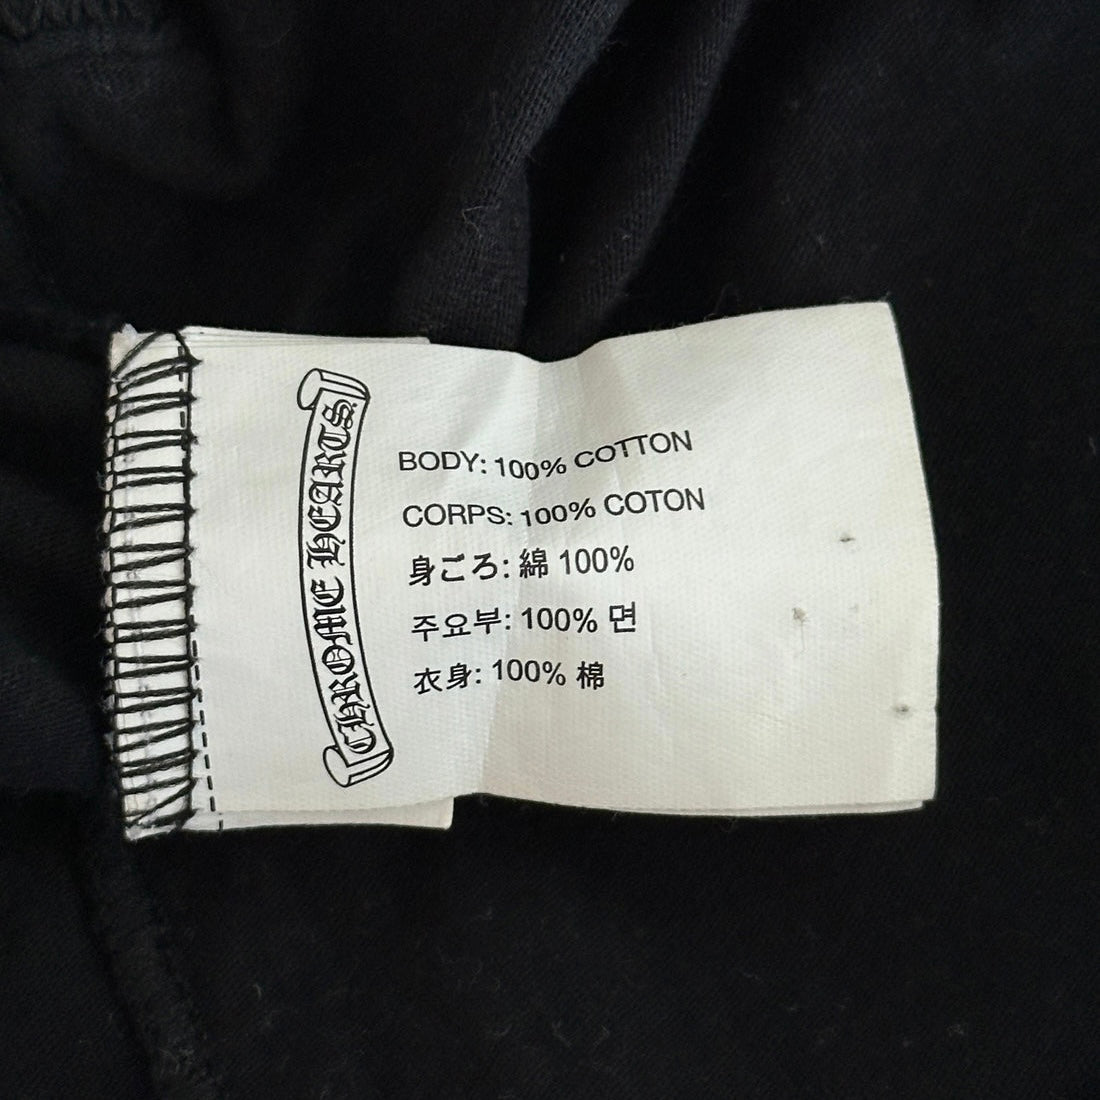 CHROME HEARTS
BODY: 100% COTTON
CORPS: 100% COTON
身ごろ: 綿 100%
주요부: 100% 면
衣身: 100% 棉